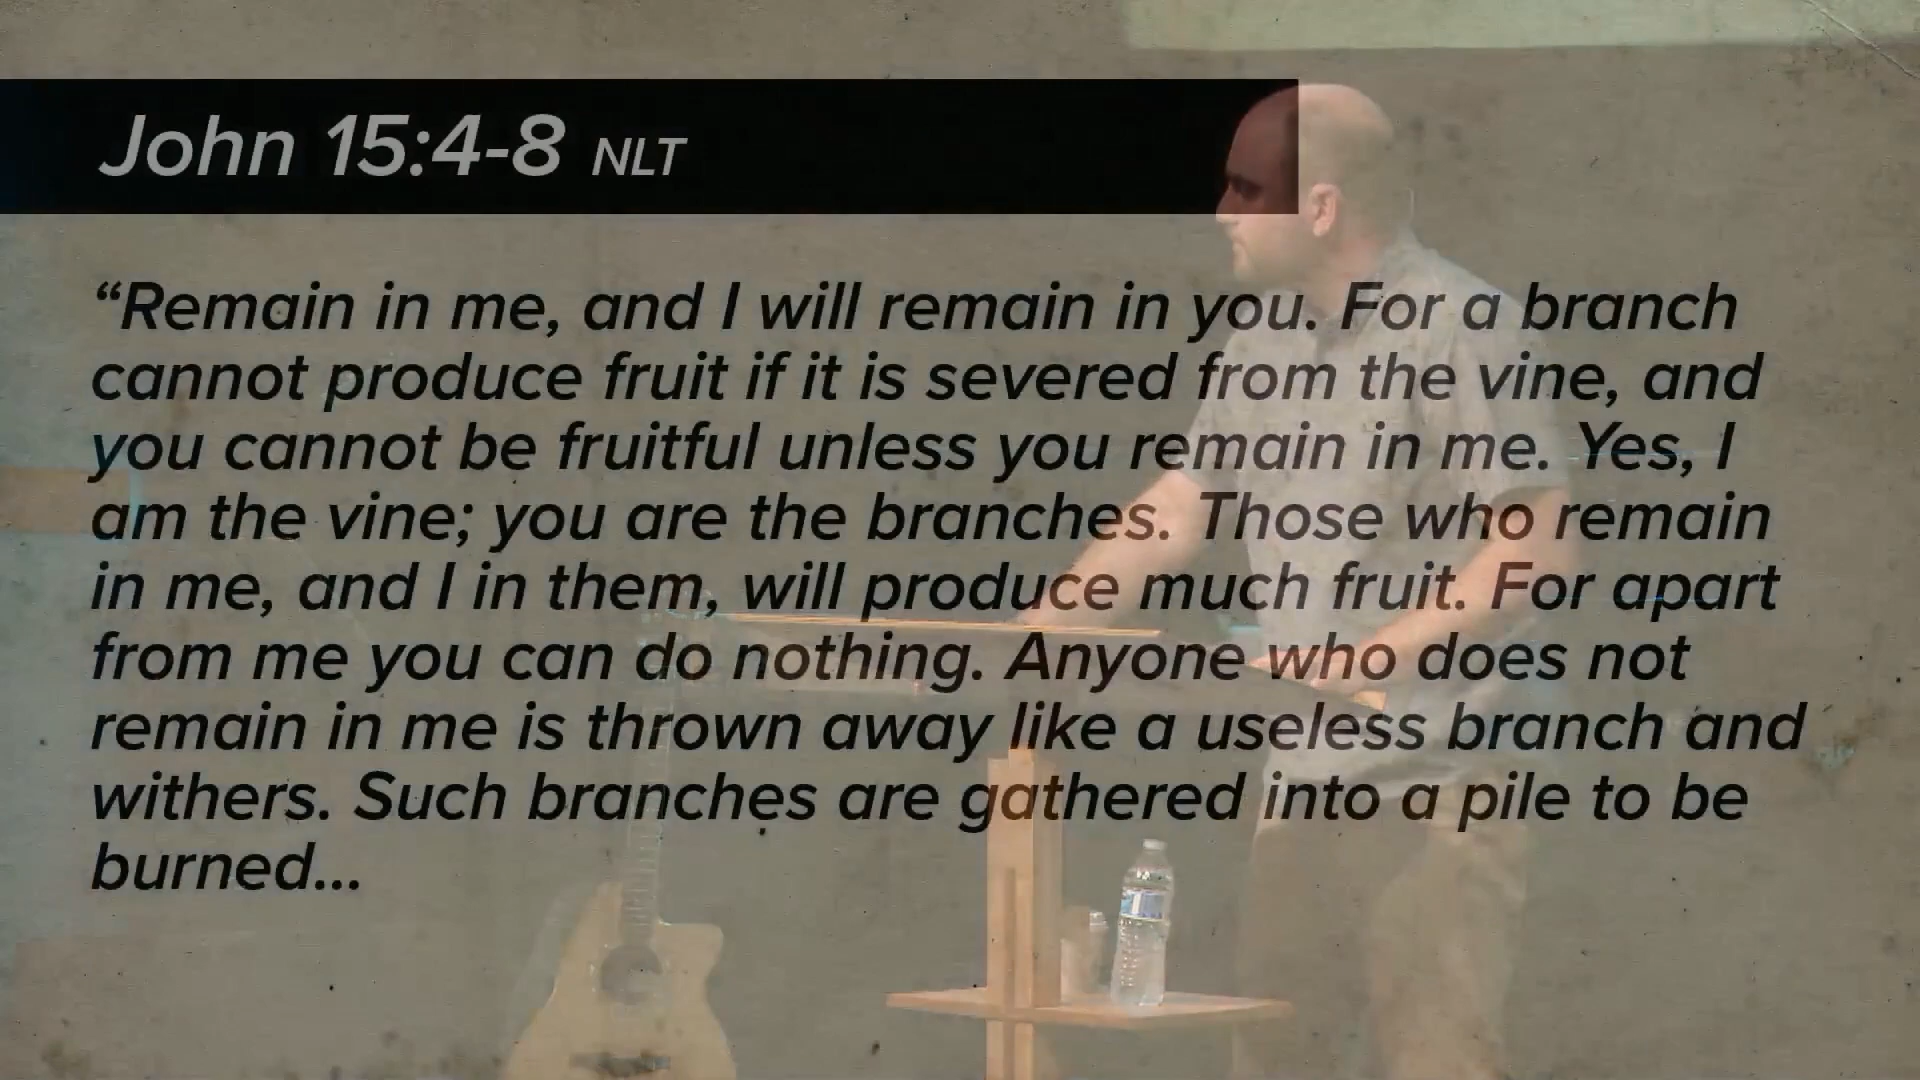 John 15:4-8 NLT
“Remain in me, and I will remain in you. For a branch
cannot produce fruit if it is severed from the vine, and
you cannot be fruitful unless you remain in me. Yes, I
am the vine; you are the branches. Those who remain
in me, and I in them, will produce much fruit. For apart
from me you can do nothing. Anyone who does not
remain in me is thrown away like a useless branch and
withers. Such branches are gathered into a pile to be
burned...